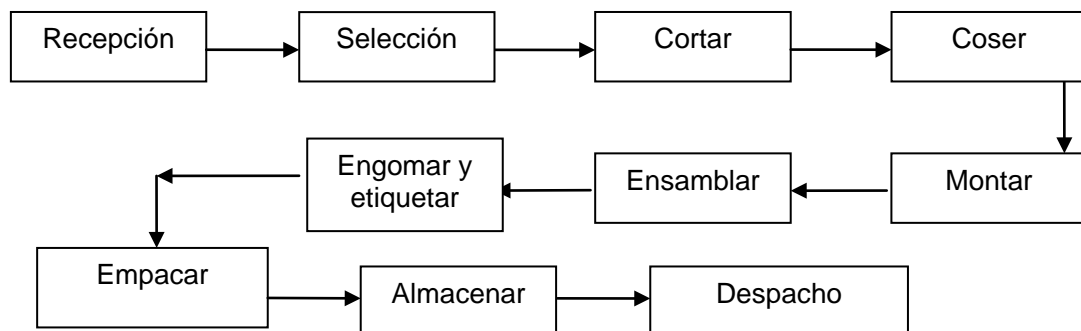 Recepción
Selección
Cortar
Coser
Montar
Ensamblar
Engomar y
etiquetar
Empacar
Almacenar
Despacho